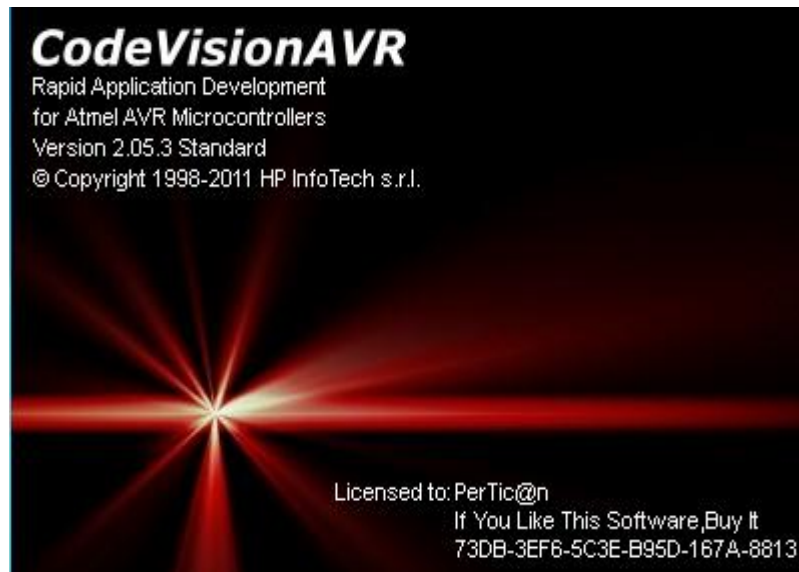 CodeVisionAVR
Rapid Application Development
for Atmel AVR Microcontrollers
Version 2.05.3 Standard
© Copyright 1998-2011 HP InfoTech s.r.l.
Licensed to: PerTic@n
If You Like This Software,Buy It
73DB-3EF6-5C3E-B95D-167A-8813